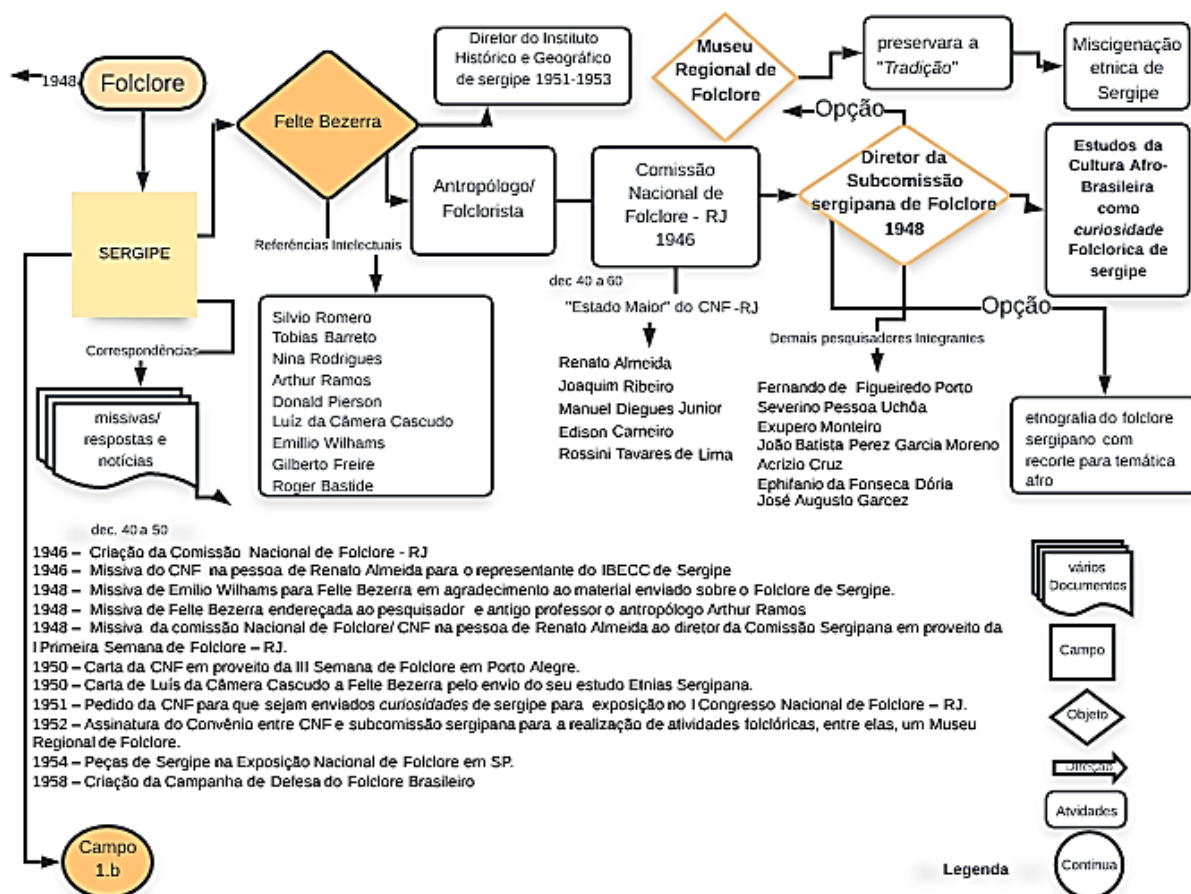 1948
Folclore
SERGIPE
Felte Bezerra
Diretor do Instituto
Histórico e Geográfico
de sergipe 1951-1953
Museu
Regional de
Folclore
preservara a
"Tradição"
Miscigenação
etnica de
Sergipe
Opção
Antropólogo/
Folclorista
Comissão
Nacional de
Folclore - RJ
1946
Diretor da
Subcomissão
sergipana de Folclore
1948
Estudos da
Cultura Afro-
Brasileira
como
curiosidade
Folclorica de
sergipe
Referências Intelectuais
Silvio Romero
Tobias Barreto
Nina Rodrigues
Arthur Ramos
Donald Pierson
Luíz da Câmera Cascudo
Emillio Wilhams
Gilberto Freire
Roger Bastide
dec 40 a 60
"Estado Maior" do CNF -RJ
Renato Almeida
Joaquim Ribeiro
Manuel Diegues Junior
Edison Carneiro
Rossini Tavares de Lima
Opção
Demais pesquisadores Integrantes
Fernando de Figueiredo Porto
Severino Pessoa Uchôa
Exupero Monteiro
João Batista Perez Garcia Moreno
Acrizio Cruz
Ephifanio da Fonseca Dória
José Augusto Garcez
etnografia do folclore
sergipano com
recorte para temática
afro
Correspondências
missivas/
respostas e
notícias
dec. 40 a 50
1946 – Criação da Comissão Nacional de Folclore - RJ
1946 – Missiva do CNF na pessoa de Renato Almeida para o representante do IBECC de Sergipe
1948 – Missiva de Emilio Wilhams para Felte Bezerra em agradecimento ao material enviado sobre o Folclore de Sergipe.
1948 – Missiva de Felte Bezerra endereçada ao pesquisador e antigo professor o antropólogo Arthur Ramos
1948 – Missiva da comissão Nacional de Folclore/ CNF na pessoa de Renato Almeida ao diretor da Comissão Sergipana em proveito da
I Primeira Semana de Folclore – RJ.
1950 – Carta da CNF em proveito da III Semana de Folclore em Porto Alegre.
1950 – Carta de Luís da Câmera Cascudo a Felte Bezerra pelo envio do seu estudo Etnias Sergipana.
1951 – Pedido da CNF para que sejam enviados curiosidades de sergipe para exposição no I Congresso Nacional de Folclore – RJ.
1952 – Assinatura do Convênio entre CNF e subcomissão sergipana para a realização de atividades folclóricas, entre elas, um Museu
Regional de Folclore.
1954 – Peças de Sergipe na Exposição Nacional de Folclore em SP.
1958 – Criação da Campanha de Defesa do Folclore Brasileiro
Campo
1.b
vários
Documentos
Campo
Objeto
Direção
Atvidades
Continua
Legenda